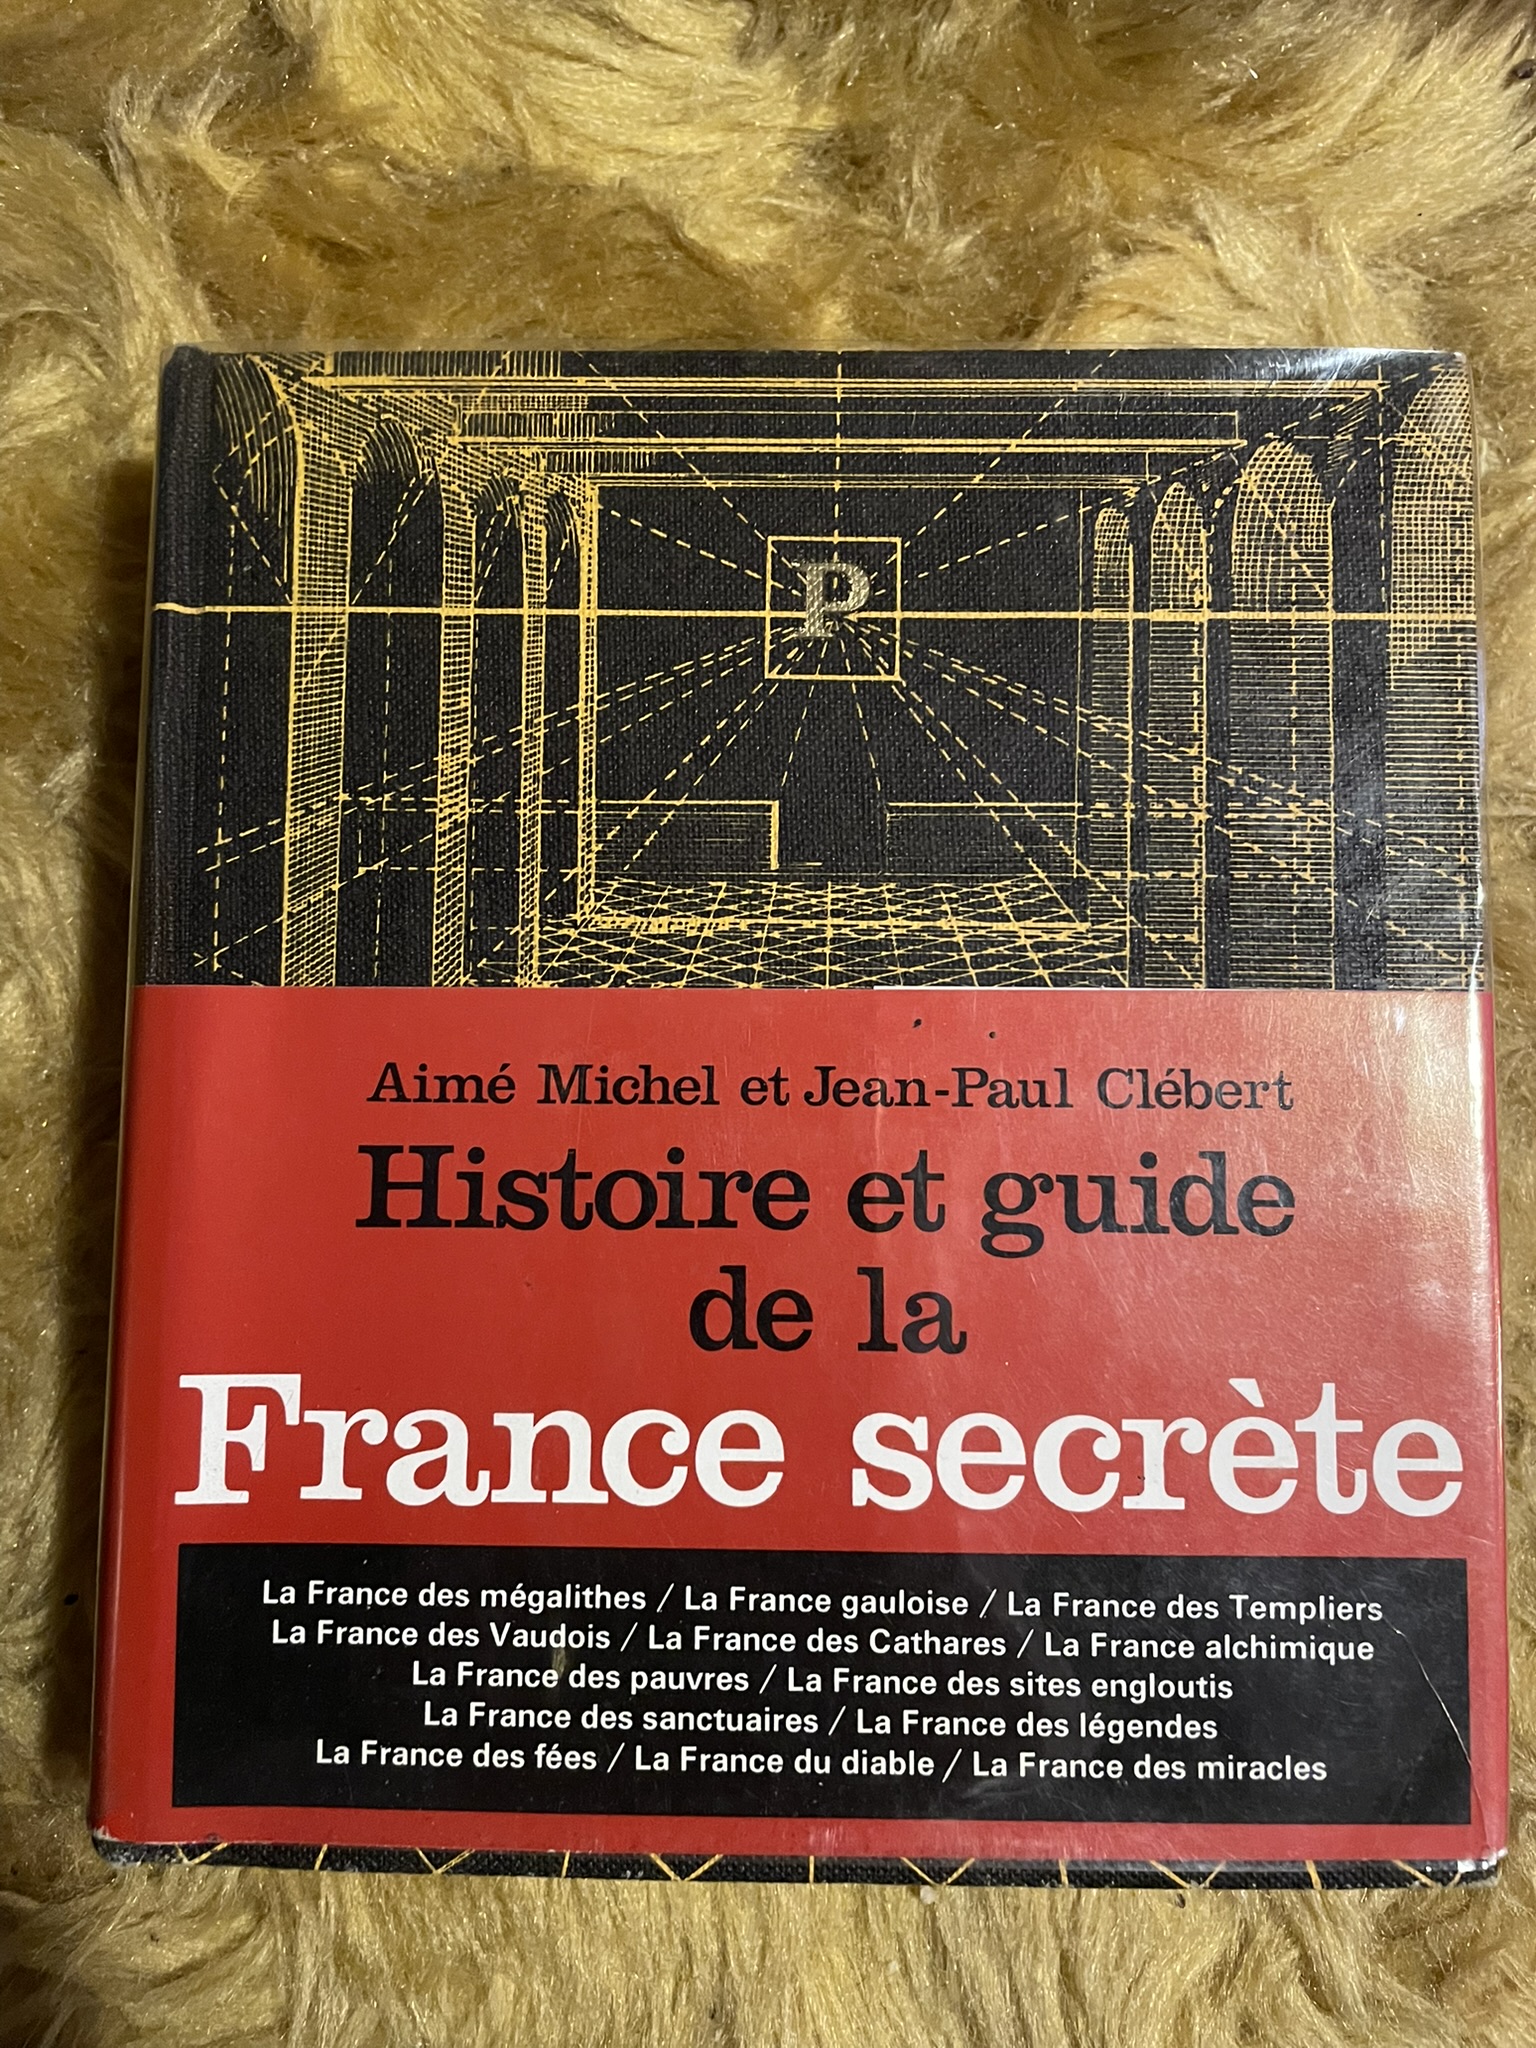 P
Aimé Michel et Jean-Paul Clébert
Histoire et guide
de la
France secrète
La France des mégalithes / La France gauloise / La France des Templiers
La France des Vaudois / La France des Cathares / La France alchimique
La France des pauvres / La France des sites engloutis
La France des sanctuaires / La France des légendes
La France des fées / La France du diable / La France des miracles